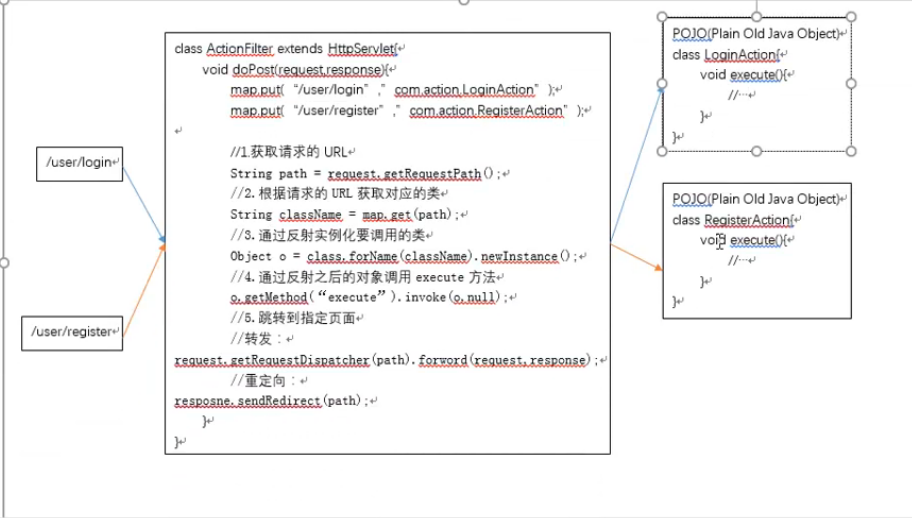 /user/login
/user/register
class ActionFilter extends HttpServlet{
void doPost(request,response){
map.put( “/user/login” ,” com.action.LoginAction” );
map.put( “/user/register” ,” com.action.RegisterAction” );
//1.获取请求的 URL
String path = request.getRequestPath();
//2.根据请求的 URL 获取对应的类
String className = map.get(path);
//3.通过反射实例化要调用的类
Object o = class.forName(className).newInstance();
//4.通过反射之后的对象调用 execute 方法
o.getMethod(“execute”).invoke(o,null);
//5.跳转到指定页面
//转发：
request.getRequestDispatcher(path).forword(request,response);
//重定向：
resposne.sendRedirect(path);
}
}
POJO(Plain Old Java Object)
class LoginAction{
void execute(){
//…
}
}
POJO(Plain Old Java Object)
class RegisterAction{
void execute(){
//…
}
}